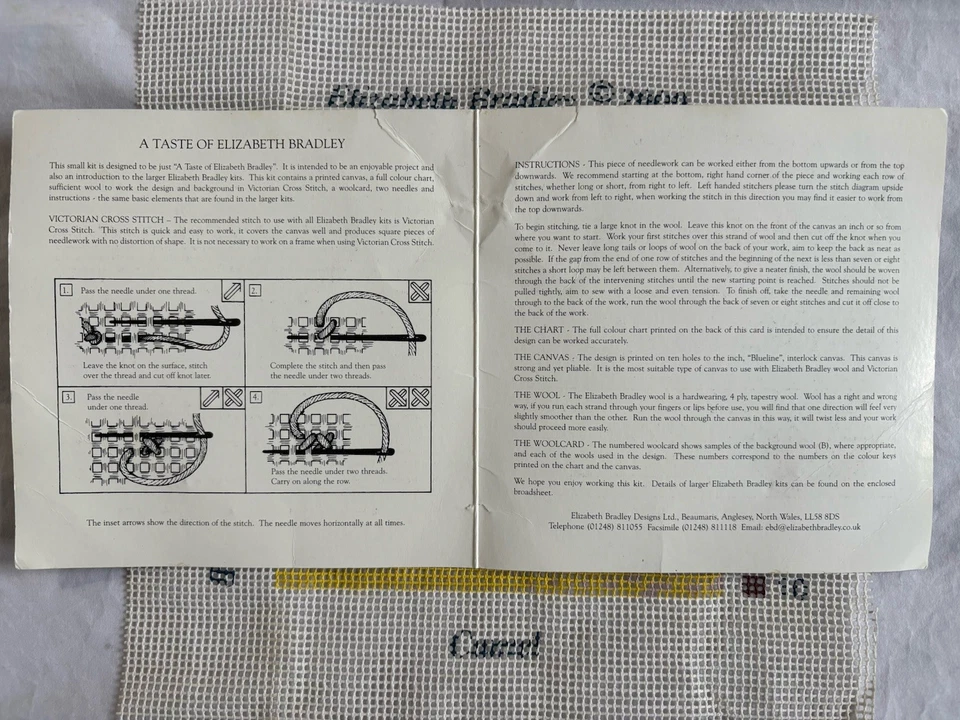 Elizabeth Bradley © 2000
A TASTE OF ELIZABETH BRADLEY
This small kit is designed to be just "A Taste of Elizabeth Bradley". It is intended to be an enjoyable project and
also an introduction to the larger Elizabeth Bradley kits. This kit contains a printed canvas, a full colour chart,
sufficient wool to work the design and background in Victorian Cross Stitch, a woolcard, two needles and
instructions - the same basic elements that are found in the larger kits.
VICTORIAN CROSS STITCH – The recommended stitch to use with all Elizabeth Bradley kits is Victorian
Cross Stitch. This stitch is quick and easy to work, it covers the canvas well and produces square pieces of
needlework with no distortion of shape. It is not necessary to work on a frame when using Victorian Cross Stitch.
1. Pass the needle under one thread.
Leave the knot on the surface, stitch
over the thread and cut off knot later.
2.
Complete the stitch and then pass
the needle under two threads.
3. Pass the needle
under one thread.
4.
Pass the needle under two threads.
Carry on along the row.
The inset arrows show the direction of the stitch. The needle moves horizontally at all times.
INSTRUCTIONS - This piece of needlework can be worked either from the bottom upwards or from the top
downwards. We recommend starting at the bottom, right hand corner of the piece and working each row of
stitches, whether long or short, from right to left. Left handed stitchers please turn the stitch diagram upside
down and work from left to right, when working the stitch in this direction you may find it easier to work from
the top downwards.
To begin stitching, tie a large knot in the wool. Leave this knot on the front of the canvas an inch or so from
where you want to start. Work your first stitches over this strand of wool and then cut off the knot when you
come to it. Never leave long tails or loops of wool on the back of your work, aim to keep the back as neat as
possible. If the gap from the end of one row of stitches and the beginning of the next is less than seven or eight
stitches a short loop may be left between them. Alternatively, to give a neater finish, the wool should be woven
through the back of the intervening stitches until the new starting point is reached. Stitches should not be
pulled tightly, aim to sew with a loose and even tension. To finish off, take the needle and remaining wool
through to the back of the work, run the wool through the back of seven or eight stitches and cut it off close to
the back of the work.
THE CHART - The full colour chart printed on the back of this card is intended to ensure the detail of this
design can be worked accurately.
THE CANVAS - The design is printed on ten holes to the inch, "Blueline", interlock canvas. This canvas is
strong and yet pliable. It is the most suitable type of canvas to use with Elizabeth Bradley wool and Victorian
Cross Stitch.
THE WOOL - The Elizabeth Bradley wool is a hardwearing, 4 ply, tapestry wool. Wool has a right and wrong
way, if you run each strand through your fingers or lips before use, you will find that one direction will feel very
slightly smoother than the other. Run the wool through the canvas in this way, it will twist less and your work
should proceed more easily.
THE WOOLCARD - The numbered woolcard shows samples of the background wool (B), where appropriate,
and each of the wools used in the design. These numbers correspond to the numbers on the colour keys
printed on the chart and the canvas.
We hope you enjoy working this kit. Details of larger Elizabeth Bradley kits can be found on the enclosed
broadsheet.
Elizabeth Bradley Designs Ltd., Beaumaris, Anglesey, North Wales, LL58 8DS
Telephone (01248) 811055 Facsimile (01248) 811118 Email: ebd@elizabethbradley.co.uk
10
Camel